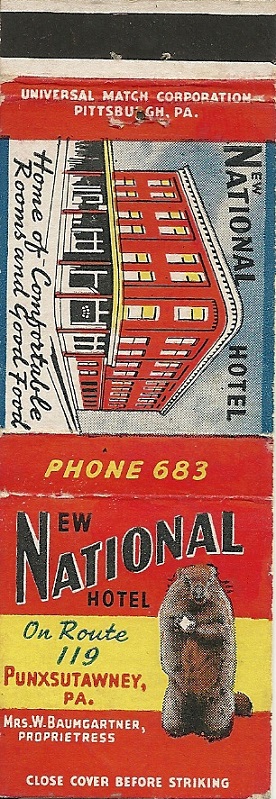 UNIVERSAL MATCH CORPORATION
PITTSBURGH, PA.
NEW
NATIONAL HOTEL
Home of Comfortable
Rooms and Good Food
PHONE 683
NEW
NATIONAL
HOTEL
On Route
119
PUNXSUTAWNEY,
PA.
MRS. W. BAUMGARTNER,
PROPRIETRESS
CLOSE COVER BEFORE STRIKING